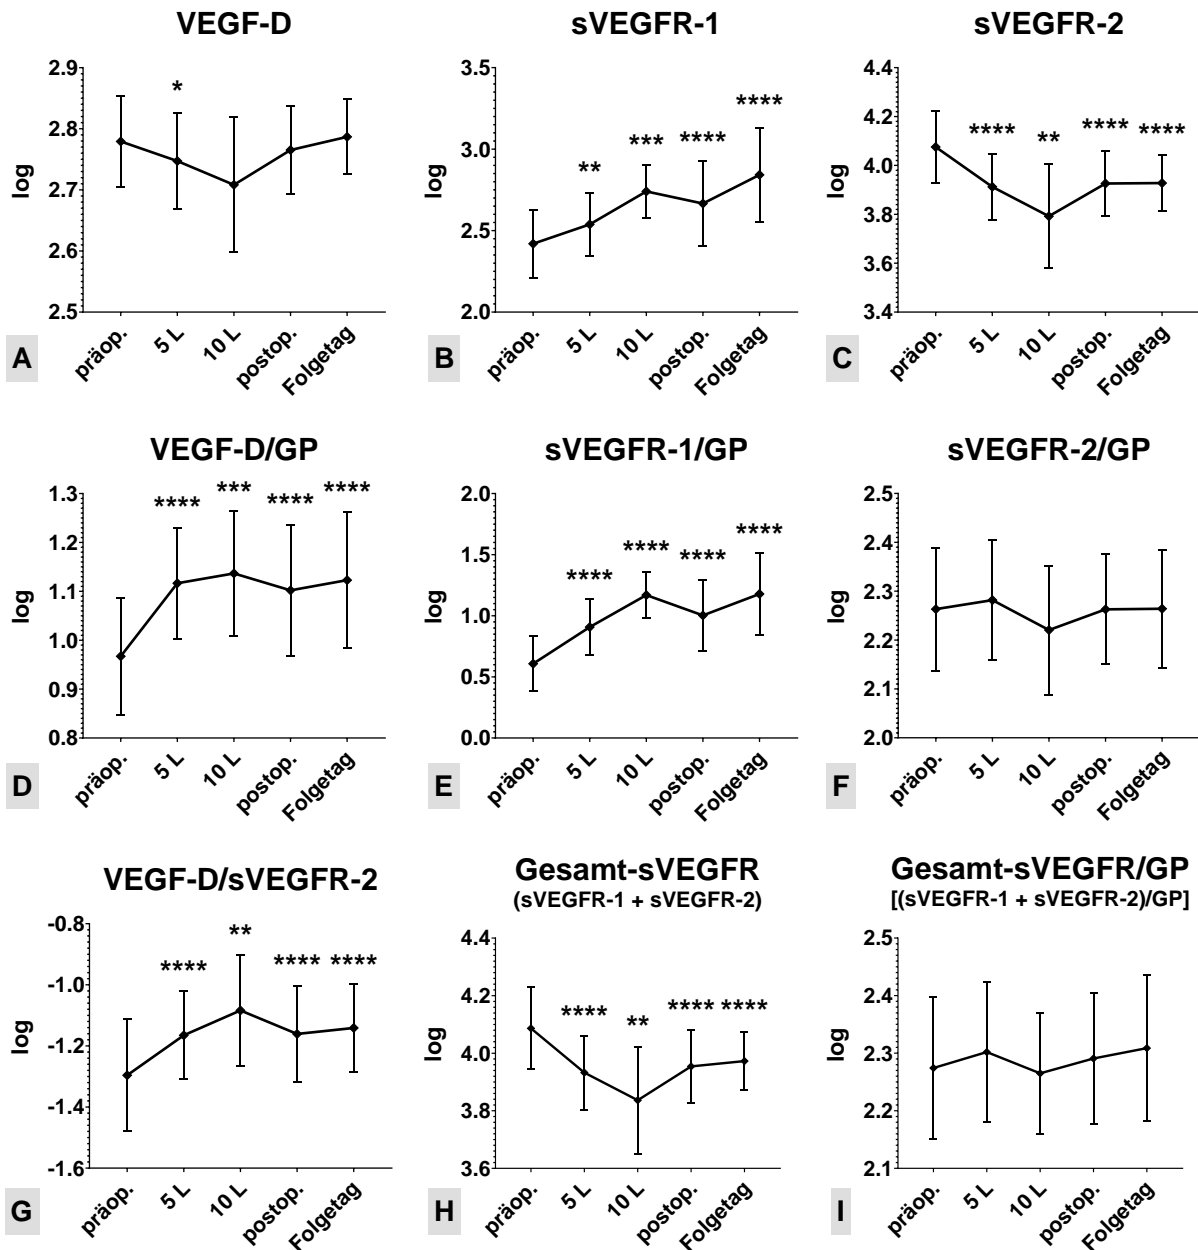 VEGF-D
2.9
2.8
2.7
2.6
2.5
log
*
präop.
5 L
10 L
postop.
Folgetag
A
sVEGFR-1
3.5
3.0
2.5
2.0
log
**
***
****
****
präop.
5 L
10 L
postop.
Folgetag
B
sVEGFR-2
4.4
4.2
4.0
3.8
3.6
3.4
log
****
**
****
****
präop.
5 L
10 L
postop.
Folgetag
C
VEGF-D/GP
1.3
1.2
1.1
1.0
0.9
0.8
log
****
***
****
****
präop.
5 L
10 L
postop.
Folgetag
D
sVEGFR-1/GP
2.0
1.5
1.0
0.5
0.0
log
****
****
****
****
präop.
5 L
10 L
postop.
Folgetag
E
sVEGFR-2/GP
2.5
2.4
2.3
2.2
2.1
2.0
log
präop.
5 L
10 L
postop.
Folgetag
F
VEGF-D/sVEGFR-2
-0.8
-1.0
-1.2
-1.4
-1.6
log
****
**
****
****
präop.
5 L
10 L
postop.
Folgetag
G
Gesamt-sVEGFR
(sVEGFR-1 + sVEGFR-2)
4.4
4.2
4.0
3.8
3.6
log
****
**
****
****
präop.
5 L
10 L
postop.
Folgetag
H
Gesamt-sVEGFR/GP
[(sVEGFR-1 + sVEGFR-2)/GP]
2.5
2.4
2.3
2.2
2.1
log
präop.
5 L
10 L
postop.
Folgetag
I